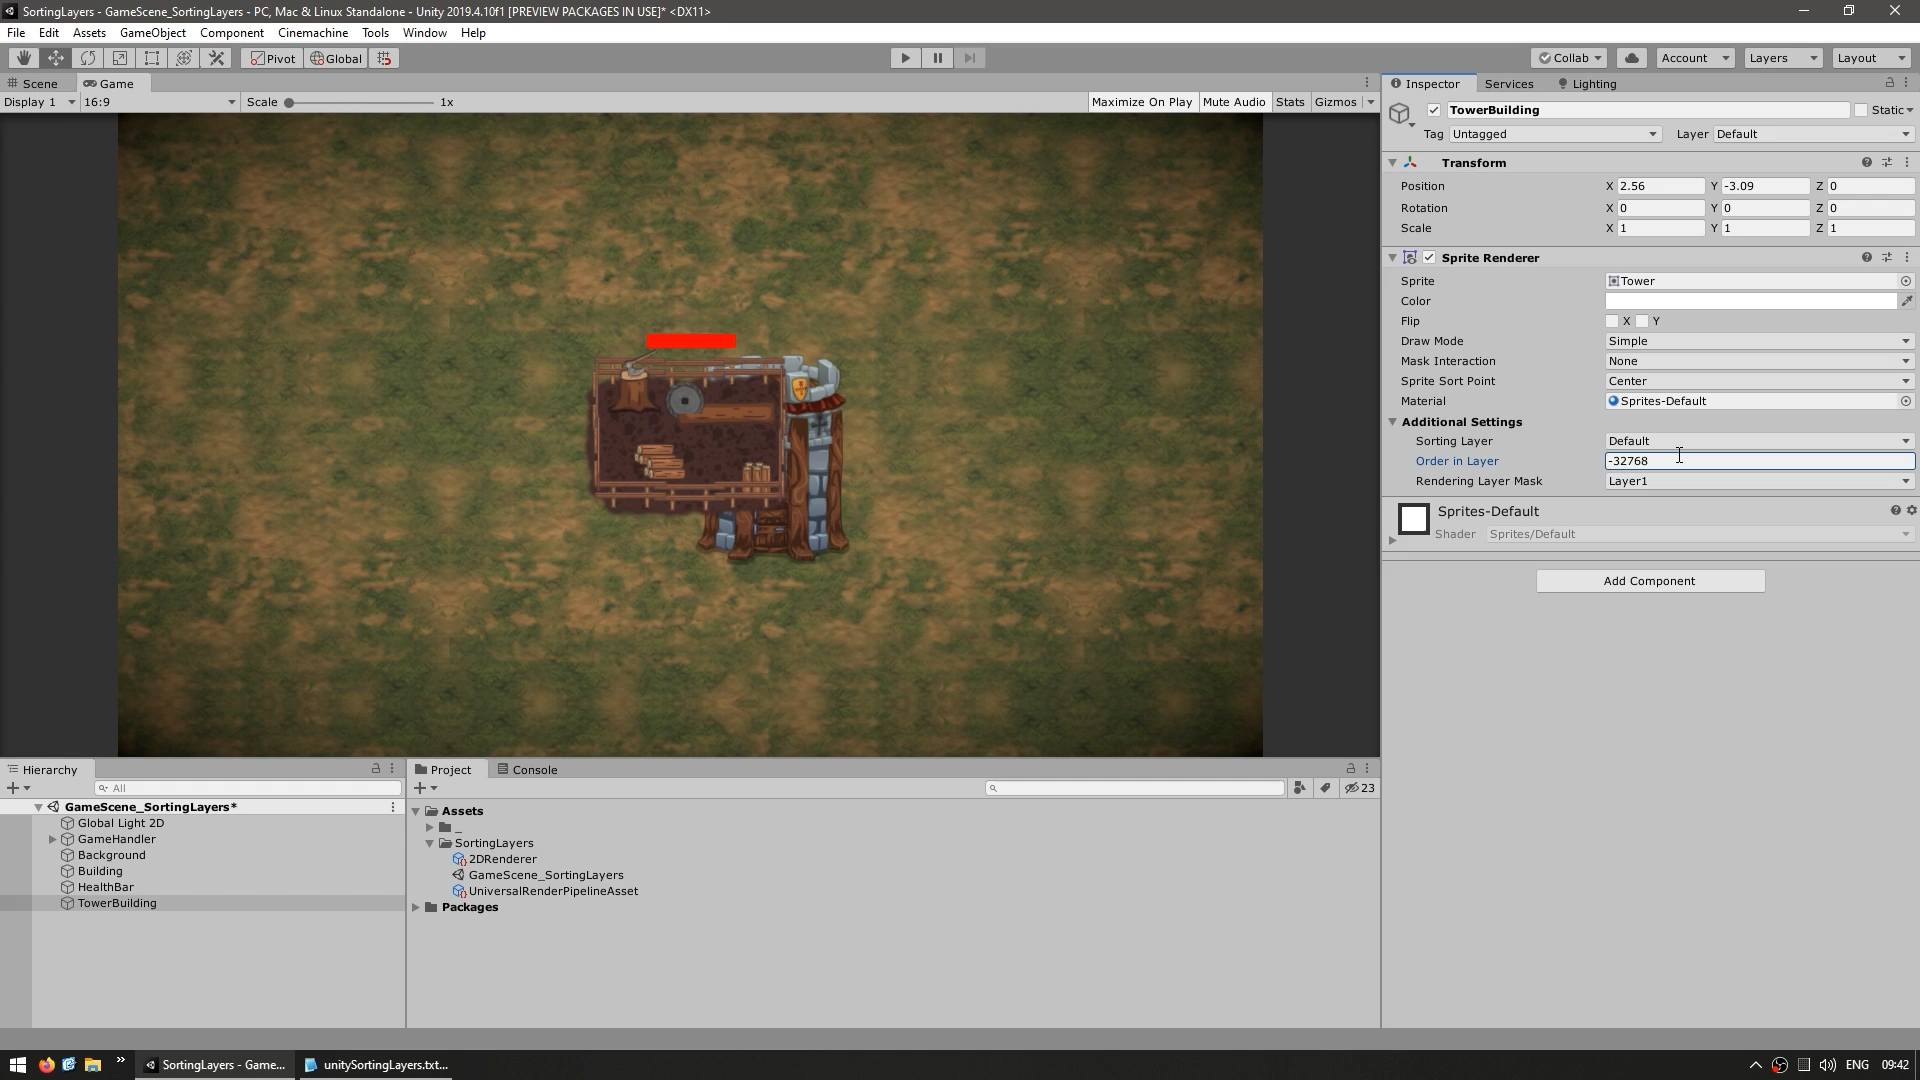 SortingLayers - GameScene_SortingLayers - PC, Mac & Linux Standalone - Unity 2019.4.10f1 [PREVIEW PACKAGES IN USE]* <DX11>
File Edit Assets GameObject Component Cinemachine Tools Window Help
Pivot Global Collab Account Layers Layout
Scene Game
Display 1 16:9 Scale 1x Maximize On Play Mute Audio Stats Gizmos
Inspector Services Lighting
TowerBuilding Static
Tag Untagged Layer Default
Transform
Position X 2.56 Y -3.09 Z 0
Rotation X 0 Y 0 Z 0
Scale X 1 Y 1 Z 1
Sprite Renderer
Sprite Tower
Color
Flip X Y
Draw Mode Simple
Mask Interaction None
Sprite Sort Point Center
Material Sprites-Default
Additional Settings
Sorting Layer Default
Order in Layer -32768
Rendering Layer Mask Layer1
Sprites-Default
Shader Sprites/Default
Add Component
Hierarchy
All
GameScene_SortingLayers*
Global Light 2D
GameHandler
Background
Building
HealthBar
TowerBuilding
Project Console
23
Assets
_
SortingLayers
2DRenderer
GameScene_SortingLayers
UniversalRenderPipelineAsset
Packages
SortingLayers - Game... unitySortingLayers.txt... ENG 09:42